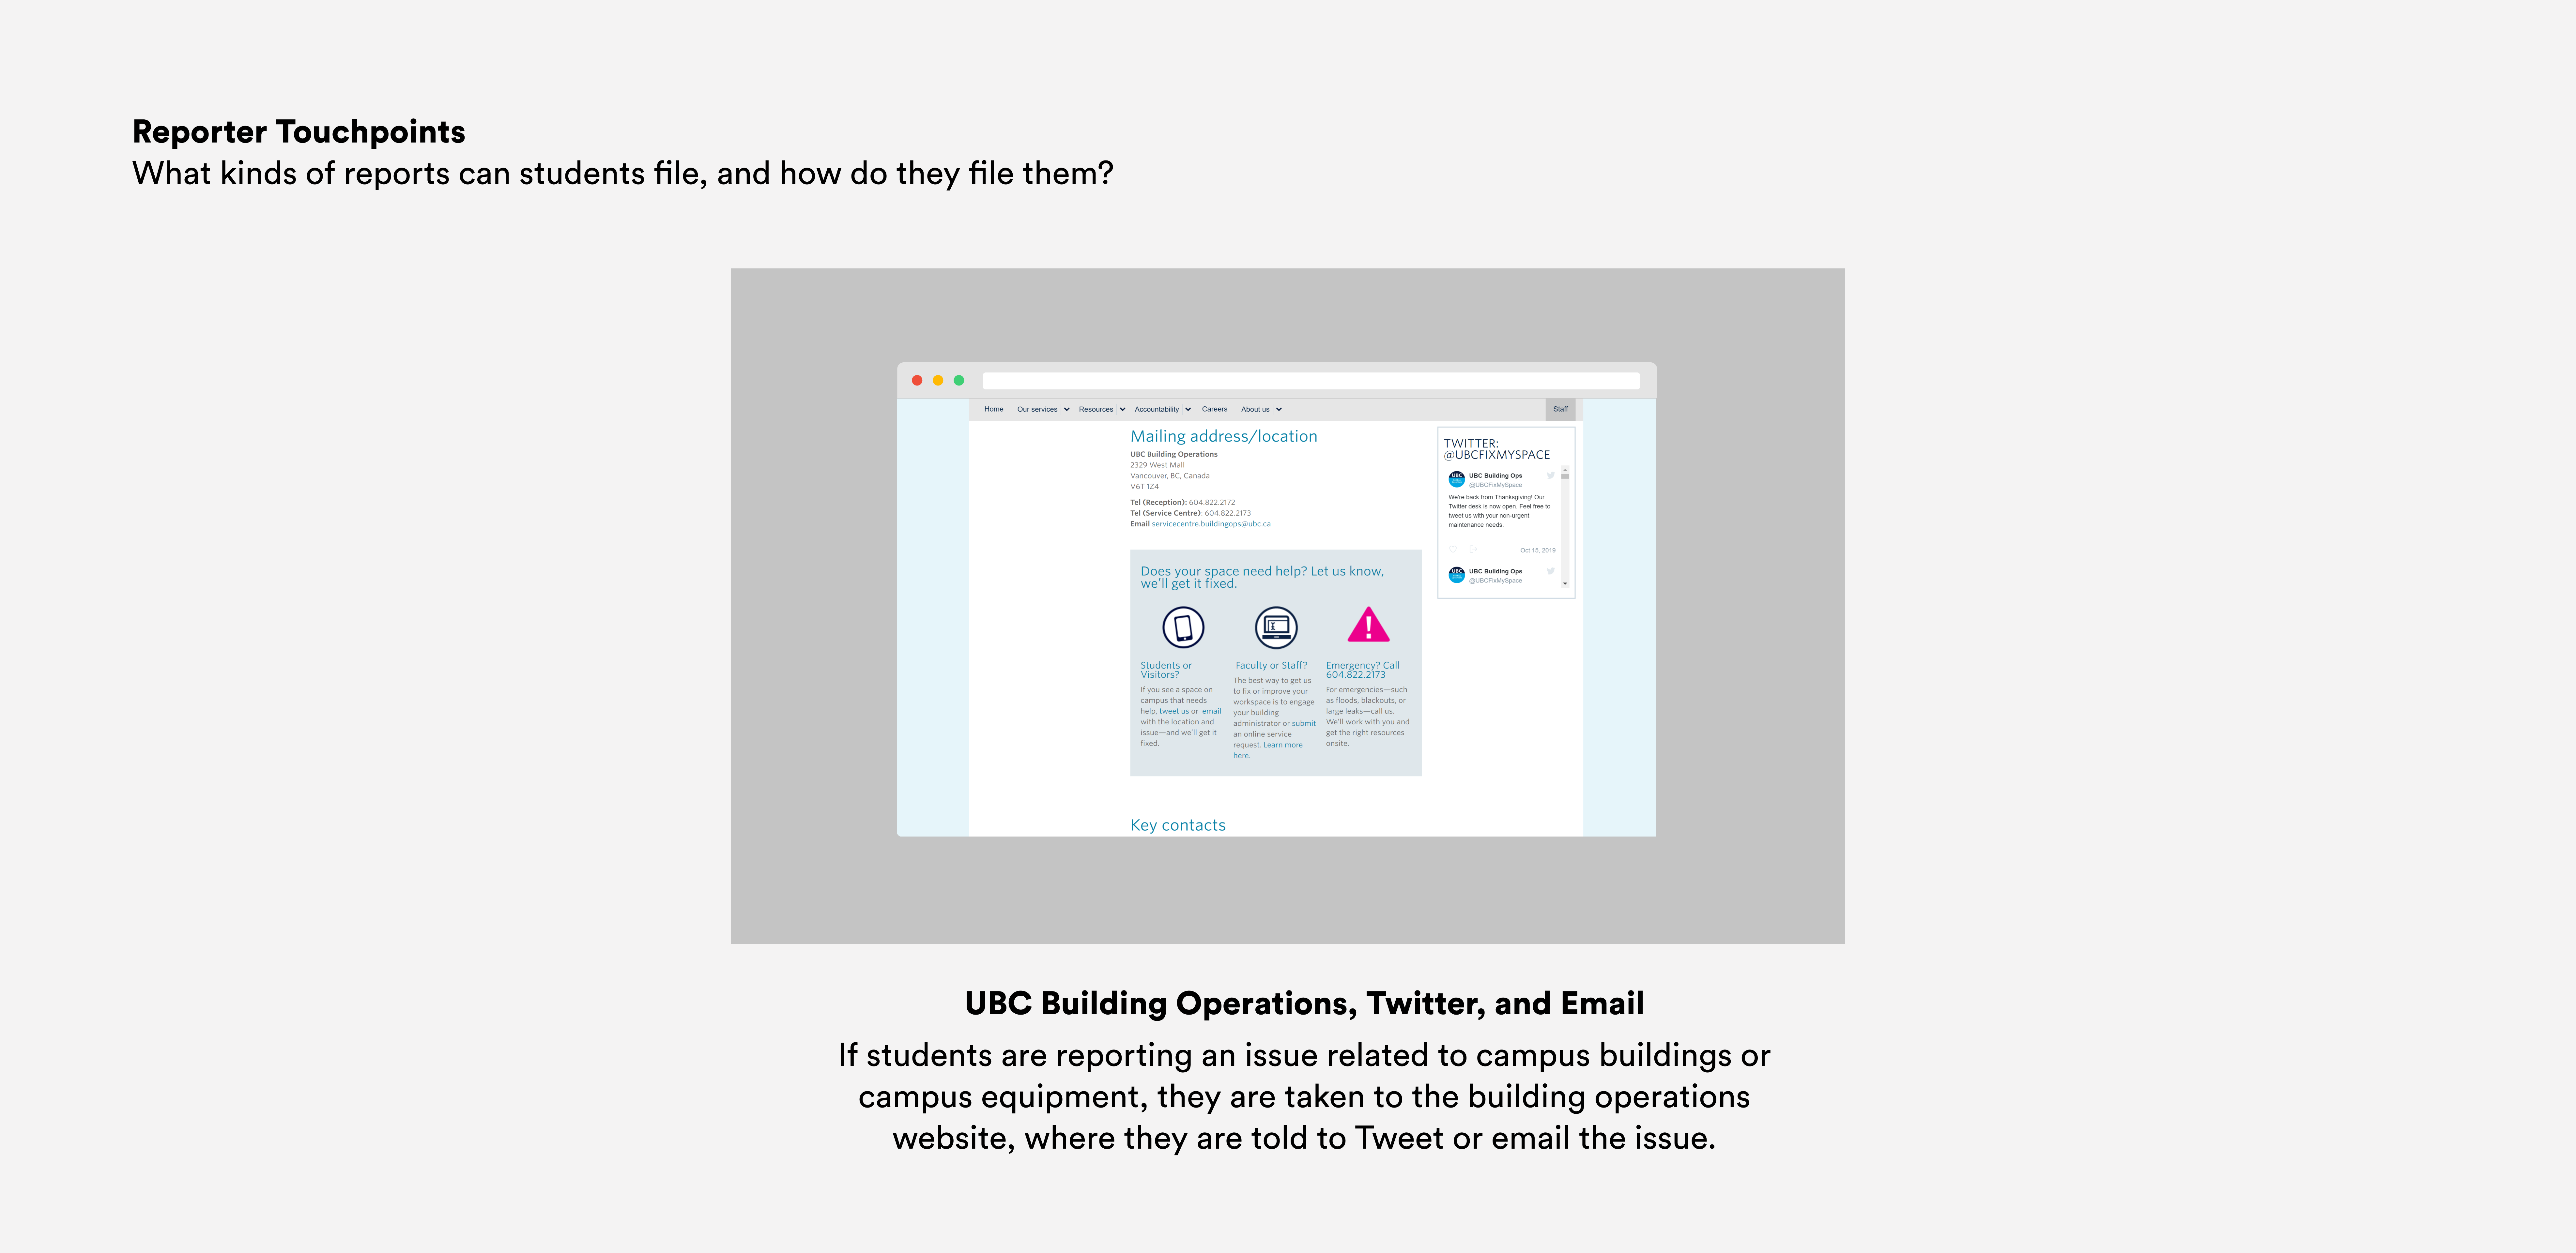 Reporter Touchpoints
What kinds of reports can students file, and how do they file them?
Home Our services Resources Accountability Careers About us Staff
Mailing address/location
UBC Building Operations
2329 West Mall
Vancouver, BC, Canada
V6T 1Z4
Tel (Reception): 604.822.2172
Tel (Service Centre): 604.822.2173
Email servicecentre.buildingops@ubc.ca
TWITTER:
@UBCFIXMYSPACE
UBC
UBC Building Ops
@UBCFixMySpace
We're back from Thanksgiving! Our
Twitter desk is now open. Feel free to
tweet us with your non-urgent
maintenance needs.
Oct 15, 2019
UBC
UBC Building Ops
@UBCFixMySpace
Does your space need help? Let us know,
we'll get it fixed.
Students or
Visitors?
If you see a space on
campus that needs
help, tweet us or email
with the location and
issue—and we'll get it
fixed.
Faculty or Staff?
The best way to get us
to fix or improve your
workspace is to engage
your building
administrator or submit
an online service
request. Learn more
here.
Emergency? Call
604.822.2173
For emergencies—such
as floods, blackouts, or
large leaks—call us.
We'll work with you and
get the right resources
onsite.
Key contacts
UBC Building Operations, Twitter, and Email
If students are reporting an issue related to campus buildings or
campus equipment, they are taken to the building operations
website, where they are told to Tweet or email the issue.